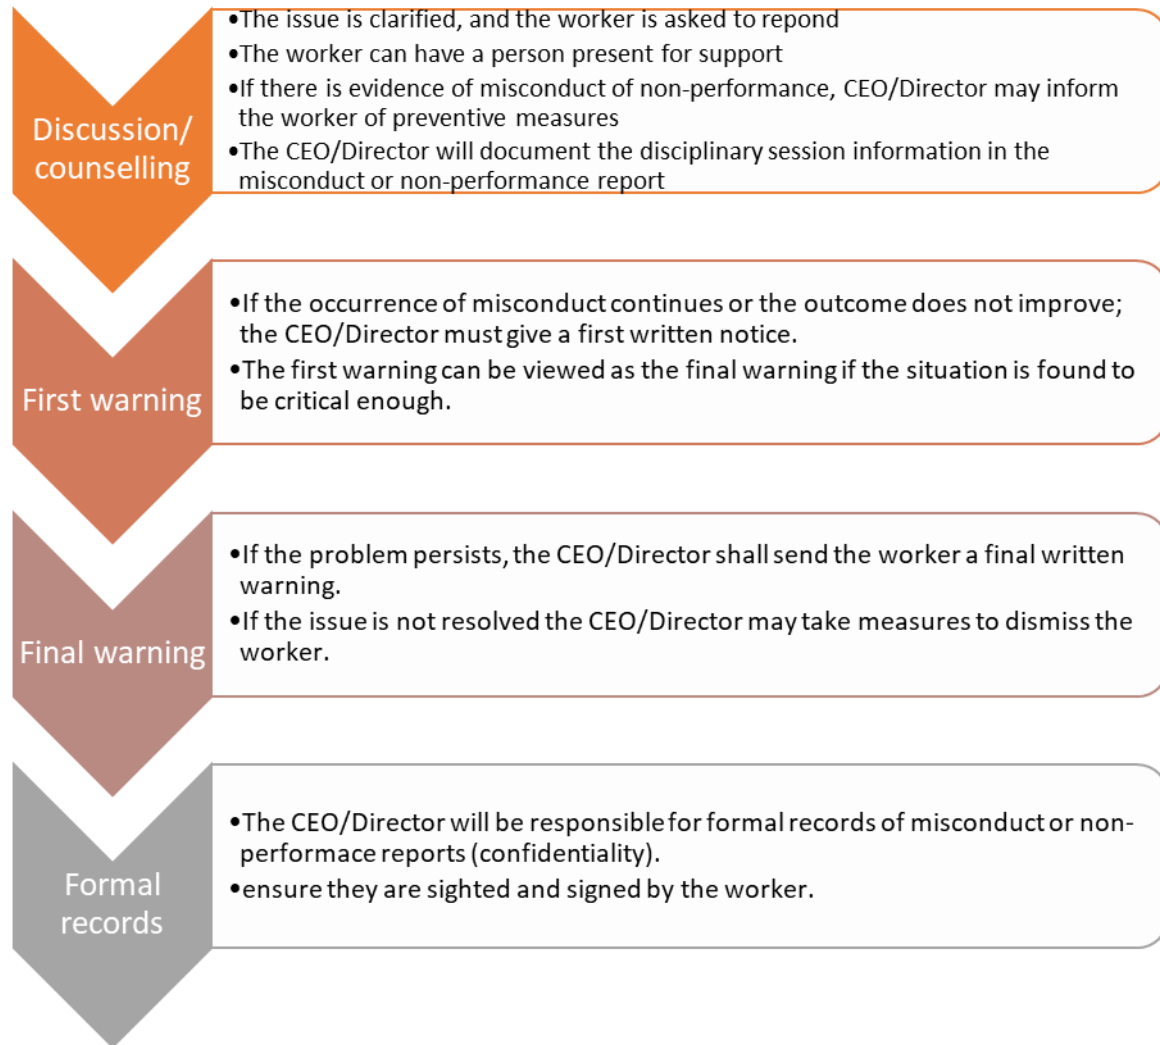 Discussion/
counselling
•The issue is clarified, and the worker is asked to repond
•The worker can have a person present for support
•If there is evidence of misconduct of non-performance, CEO/Director may inform
the worker of preventive measures
•The CEO/Director will document the disciplinary session information in the
misconduct or non-performance report
First warning
•If the occurrence of misconduct continues or the outcome does not improve;
the CEO/Director must give a first written notice.
•The first warning can be viewed as the final warning if the situation is found to
be critical enough.
Final warning
•If the problem persists, the CEO/Director shall send the worker a final written
warning.
•If the issue is not resolved the CEO/Director may take measures to dismiss the
worker.
Formal
records
•The CEO/Director will be responsible for formal records of misconduct or non-
performace reports (confidentiality).
•ensure they are sighted and signed by the worker.